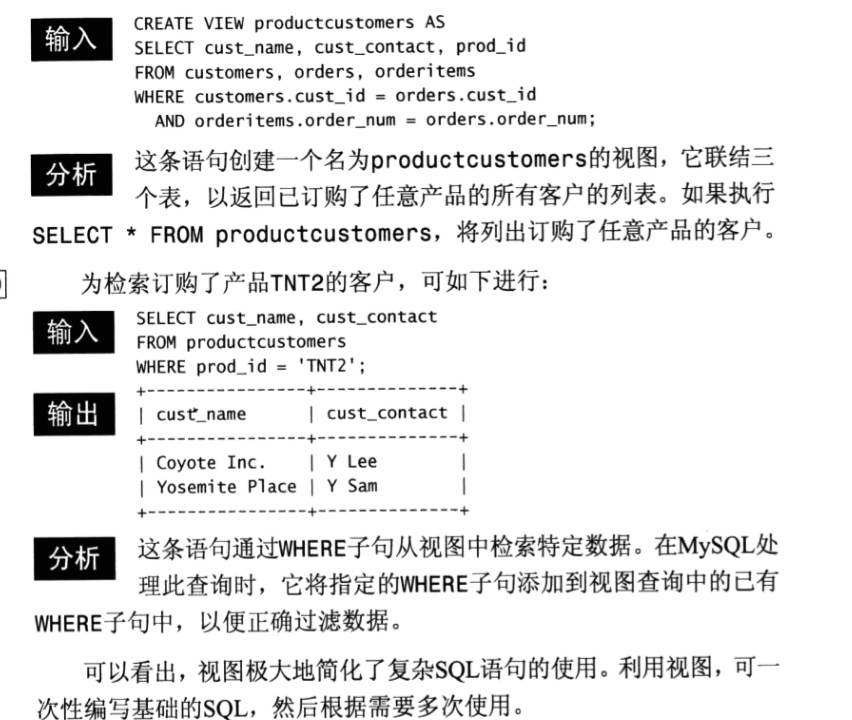 输入
CREATE VIEW productcustomers AS
SELECT cust_name, cust_contact, prod_id
FROM customers, orders, orderitems
WHERE customers.cust_id = orders.cust_id
AND orderitems.order_num = orders.order_num;
分析
这条语句创建一个名为productcustomers的视图，它联结三
个表，以返回已订购了任意产品的所有客户的列表。如果执行
SELECT * FROM productcustomers，将列出订购了任意产品的客户。
为检索订购了产品TNT2的客户，可如下进行：
输入
SELECT cust_name, cust_contact
FROM productcustomers
WHERE prod_id = 'TNT2';
输出
+----------------+--------------+
| cust_name      | cust_contact |
+----------------+--------------+
| Coyote Inc.    | Y Lee        |
| Yosemite Place | Y Sam        |
+----------------+--------------+
分析
这条语句通过WHERE子句从视图中检索特定数据。在MySQL处
理此查询时，它将指定的WHERE子句添加到视图查询中的已有
WHERE子句中，以便正确过滤数据。
可以看出，视图极大地简化了复杂SQL语句的使用。利用视图，可一
次性编写基础的SQL，然后根据需要多次使用。